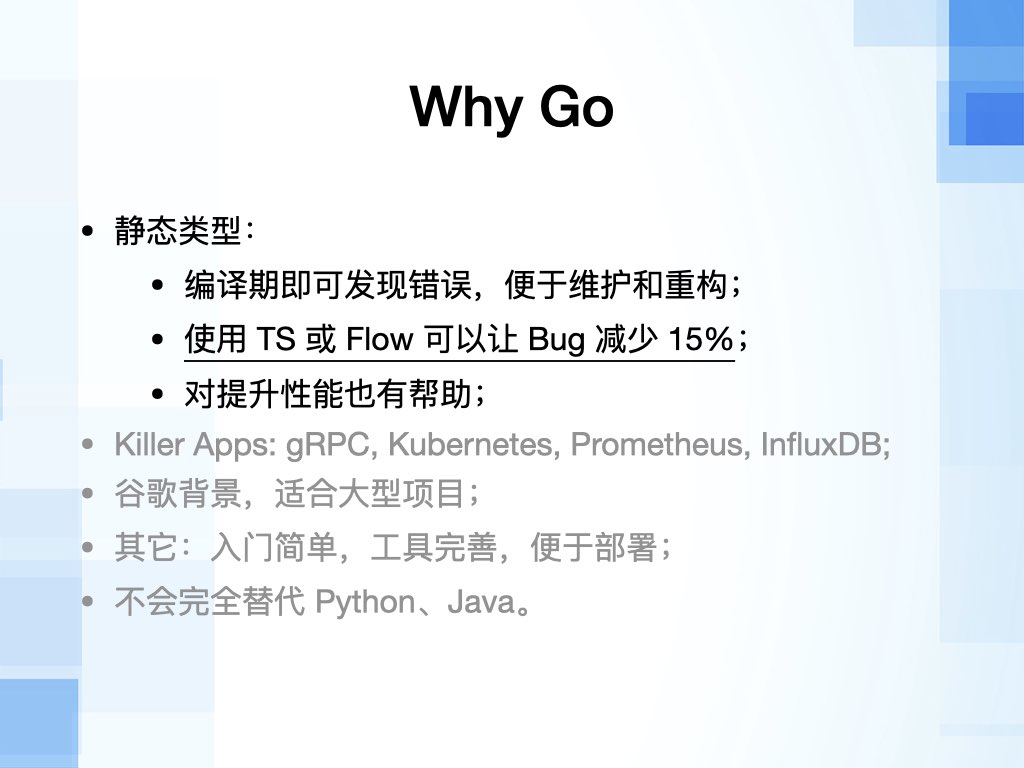 Why Go
• 静态类型：
• 编译期即可发现错误，便于维护和重构；
• 使用 TS 或 Flow 可以让 Bug 减少 15%；
• 对提升性能也有帮助；
• Killer Apps: gRPC, Kubernetes, Prometheus, InfluxDB;
• 谷歌背景，适合大型项目；
• 其它：入门简单，工具完善，便于部署；
• 不会完全替代 Python、Java。